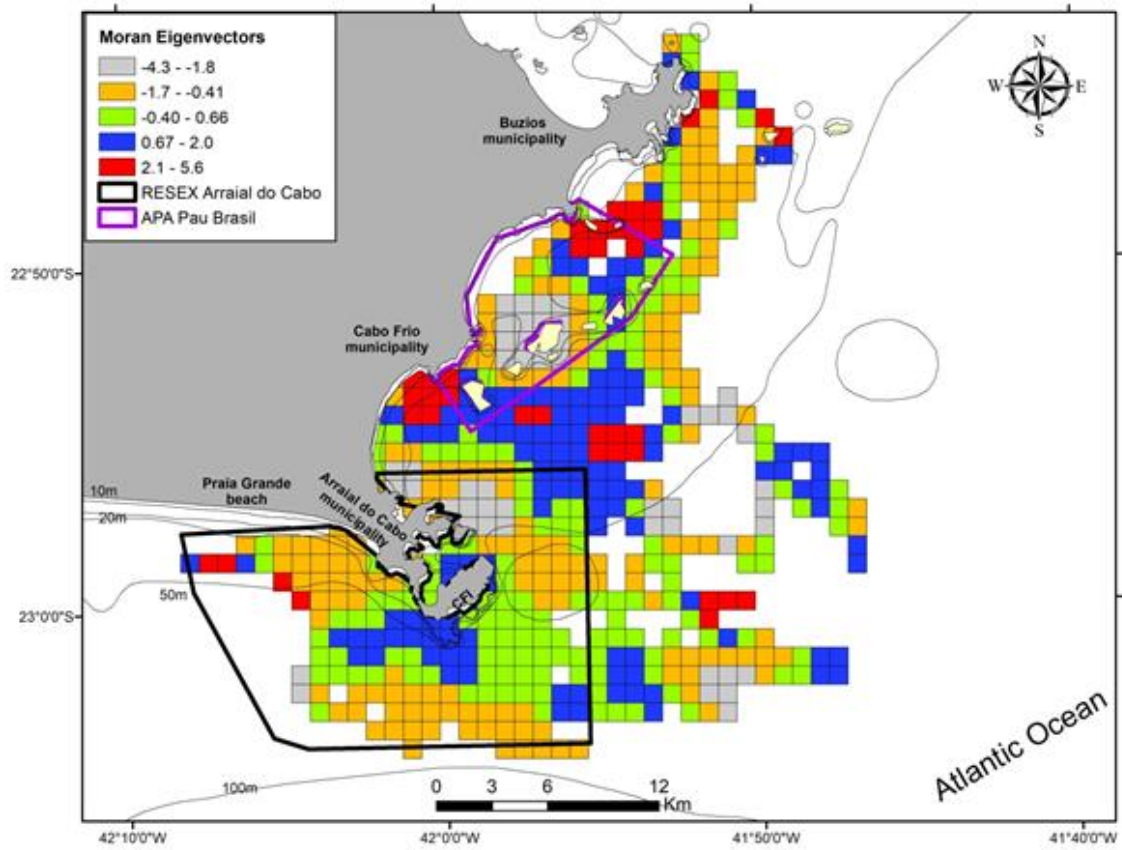 Moran Eigenvectors
-4.3 - -1.8
-1.7 - -0.41
-0.40 - 0.66
0.67 - 2.0
2.1 - 5.6
RESEX Arraial do Cabo
APA Pau Brasil
N
W
E
S
Buzios
municipality
22°50'0"S
Cabo Frio
municipality
Praia Grande
beach
Arraial do Cabo
municipality
10m
20m
50m
CFI
23°0'0"S
100m
0 3 6 12
Km
Atlantic Ocean
42°10'0"W 42°0'0"W 41°50'0"W 41°40'0"W